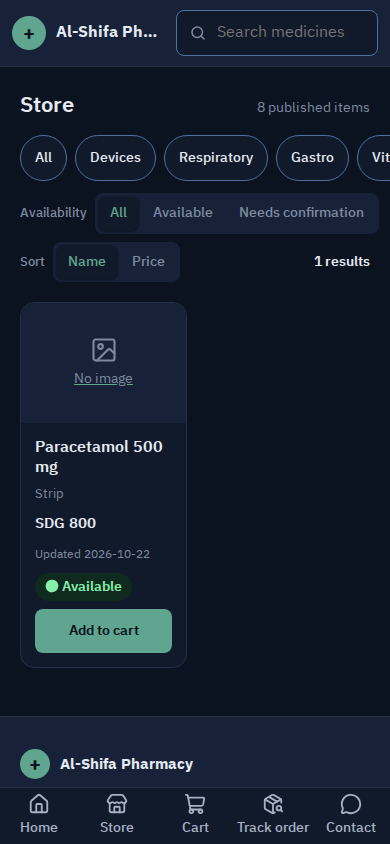 Al-Shifa Ph...
Search medicines
Store
8 published items
All
Devices
Respiratory
Gastro
Vit
Availability
All
Available
Needs confirmation
Sort
Name
Price
1 results
No image
Paracetamol 500
mg
Strip
SDG 800
Updated 2026-10-22
Available
Add to cart
Al-Shifa Pharmacy
Home
Store
Cart
Track order
Contact